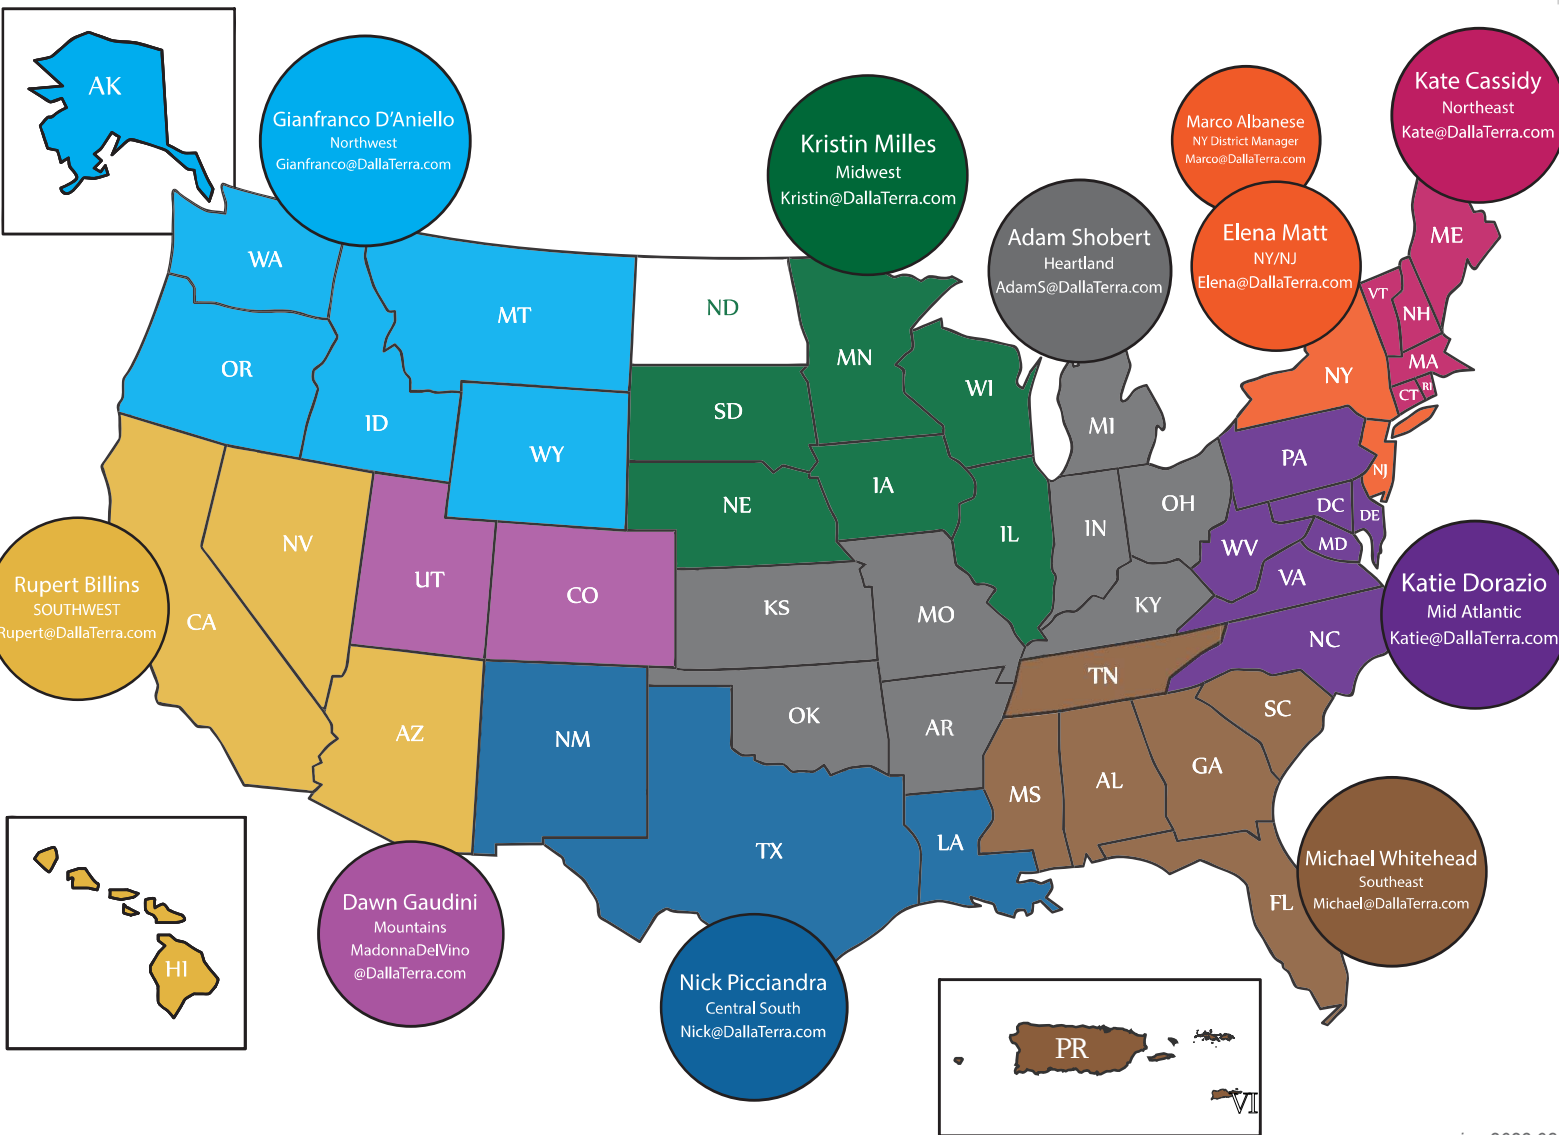 AK
Gianfranco D'Aniello
Northwest
Gianfranco@DallaTerra.com
Kristin Milles
Midwest
Kristin@DallaTerra.com
Adam Shobert
Heartland
AdamS@DallaTerra.com
Marco Albanese
NY District Manager
Marco@DallaTerra.com
Elena Matt
NY/NJ
Elena@DallaTerra.com
Kate Cassidy
Northeast
Kate@DallaTerra.com
WA
OR
ID
MT
WY
ND
SD
NE
MN
WI
IA
IL
MI
IN
OH
KY
KS
MO
OK
AR
ME
VT
NH
MA
CT
RI
NY
NJ
PA
DC
DE
MD
WV
VA
NC
Katie Dorazio
Mid Atlantic
Katie@DallaTerra.com
Rupert Billins
SOUTHWEST
Rupert@DallaTerra.com
CA
NV
AZ
UT
CO
NM
TX
LA
TN
MS
AL
GA
SC
FL
Michael Whitehead
Southeast
Michael@DallaTerra.com
HI
Dawn Gaudini
Mountains
MadonnaDelVino
@DallaTerra.com
Nick Picciandra
Central South
Nick@DallaTerra.com
PR
VI